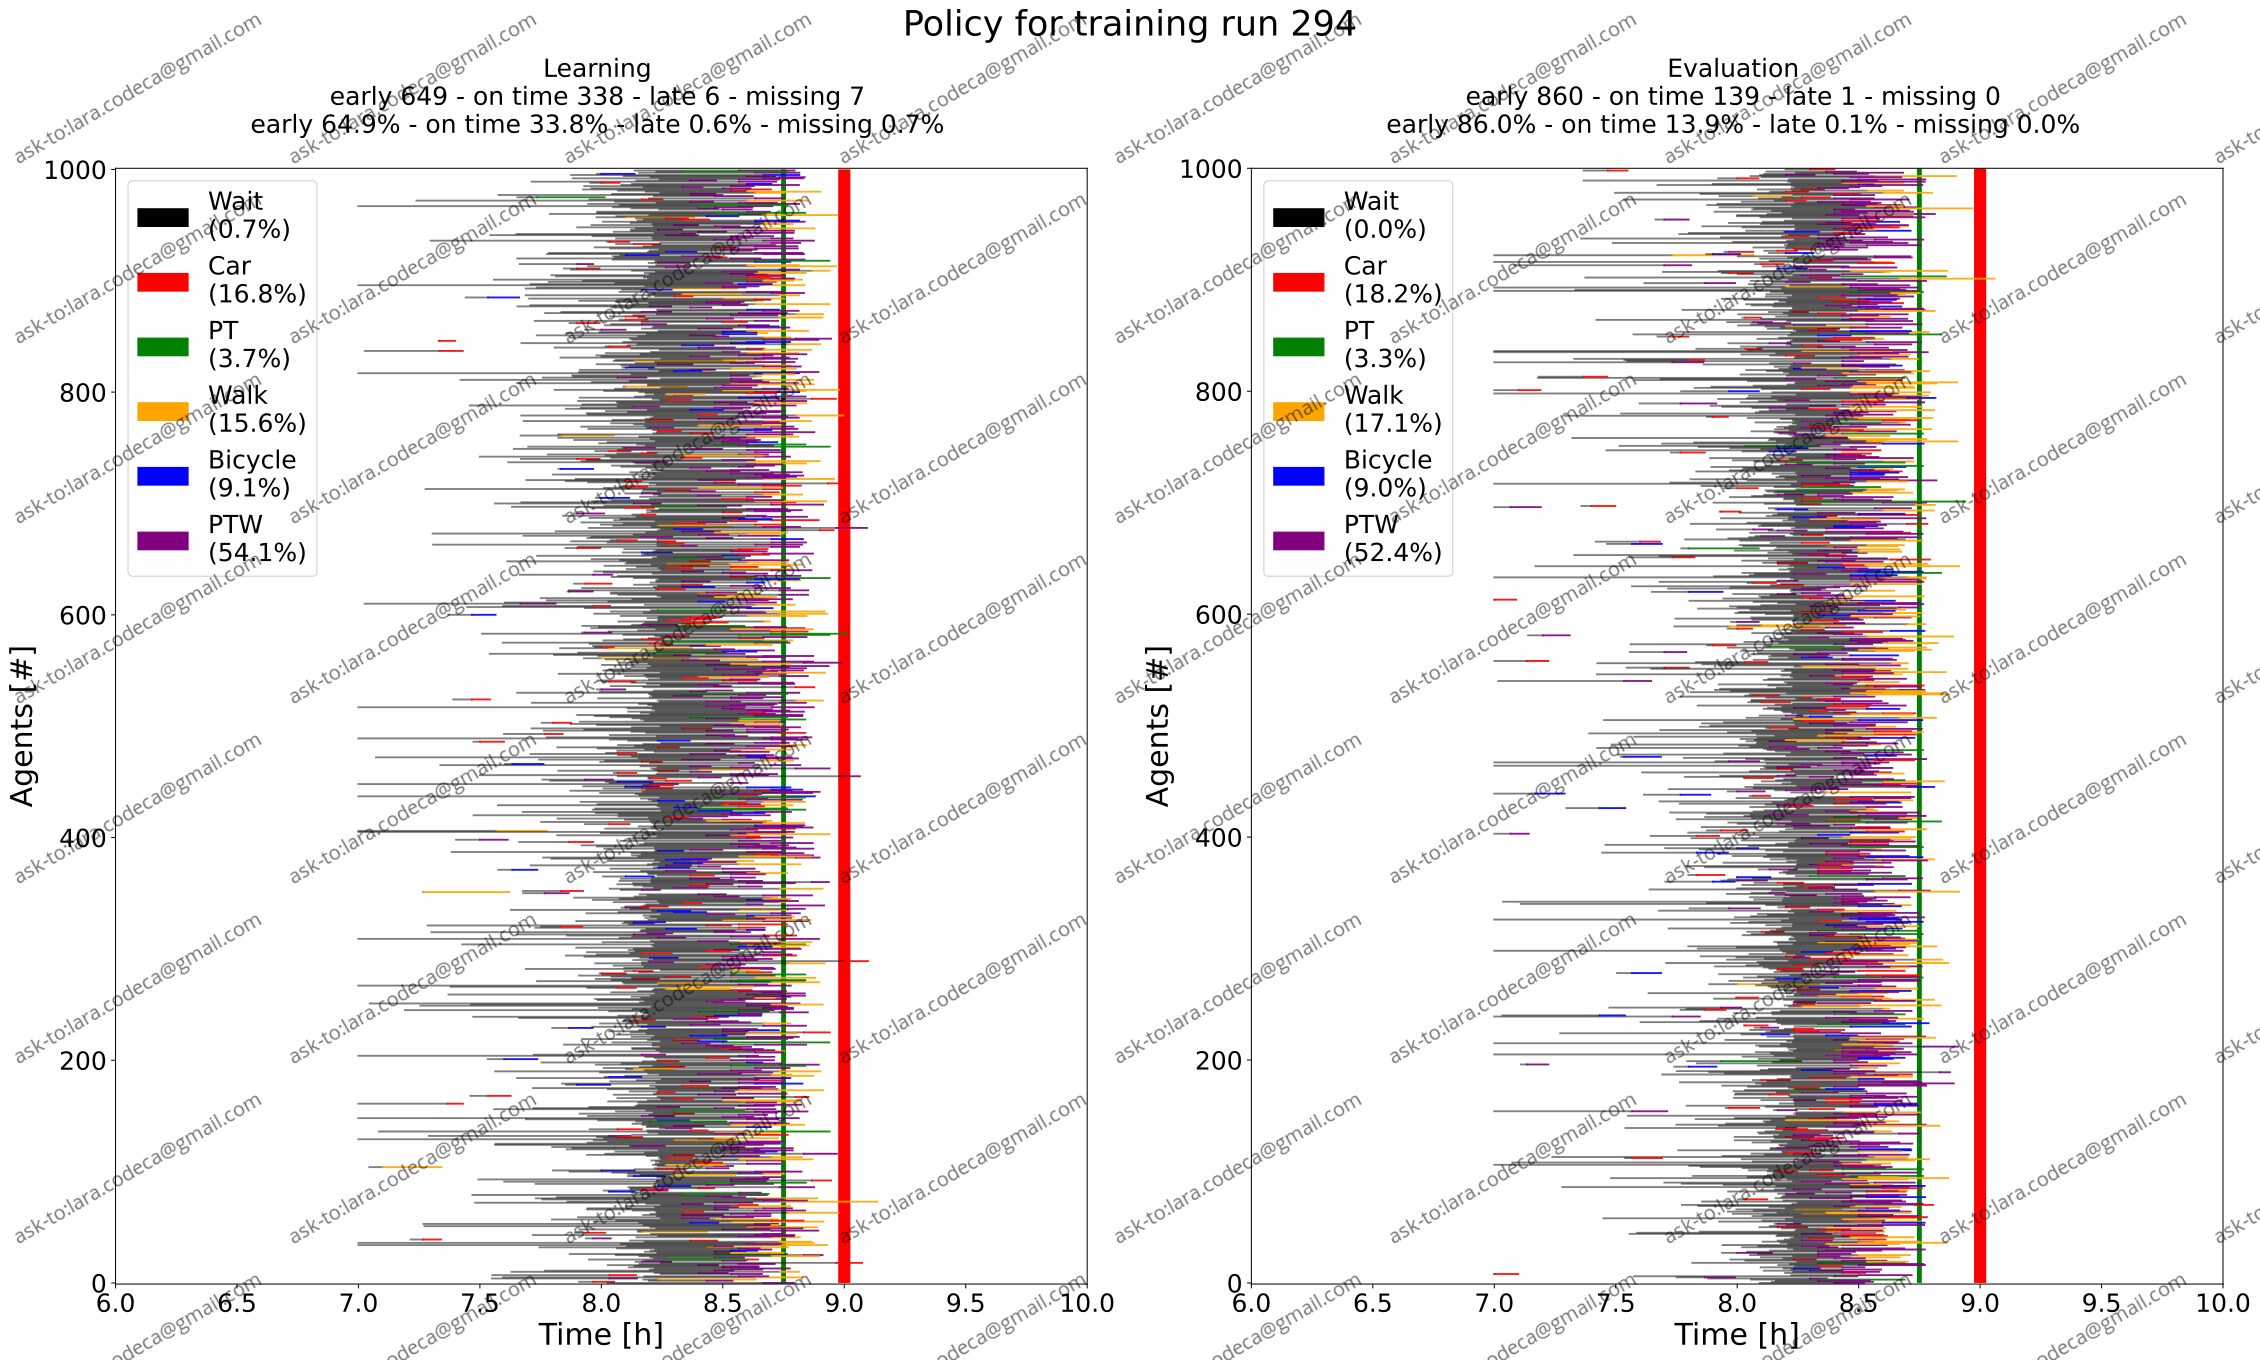 Policy for training run 294
Learning
early 649 - on time 338 - late 6 - missing 7
early 64.9% - on time 33.8% - late 0.6% - missing 0.7%
Evaluation
early 860 - on time 139 - late 1 - missing 0
early 86.0% - on time 13.9% - late 0.1% - missing 0.0%
Agents [#]
1000
800
600
400
200
0
Wait
(0.7%)
Car
(16.8%)
PT
(3.7%)
Walk
(15.6%)
Bicycle
(9.1%)
PTW
(54.1%)
6.0 6.5 7.0 7.5 8.0 8.5 9.0 9.5 10.0
Time [h]
Agents [#]
1000
800
600
400
200
0
Wait
(0.0%)
Car
(18.2%)
PT
(3.3%)
Walk
(17.1%)
Bicycle
(9.0%)
PTW
(52.4%)
6.0 6.5 7.0 7.5 8.0 8.5 9.0 9.5 10.0
Time [h]
ask-to:lara.codeca@gmail.com